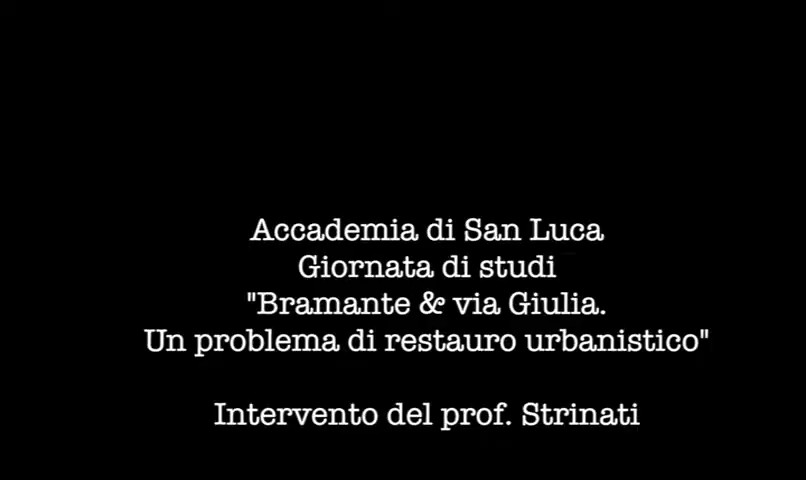 Accademia di San Luca
Giornata di studi
"Bramante & via Giulia.
Un problema di restauro urbanistico"
Intervento del prof. Strinati